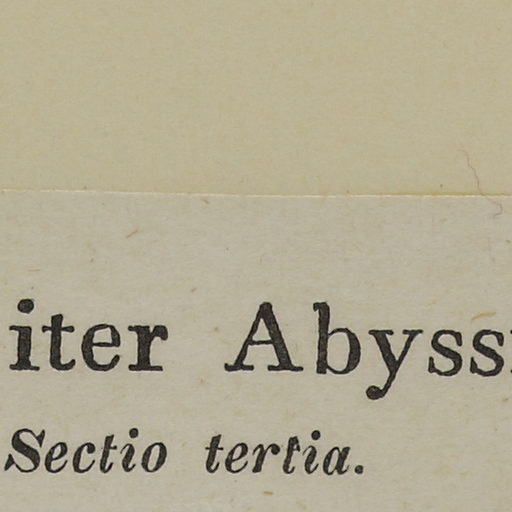 iter Abyss
Sectio tertia.